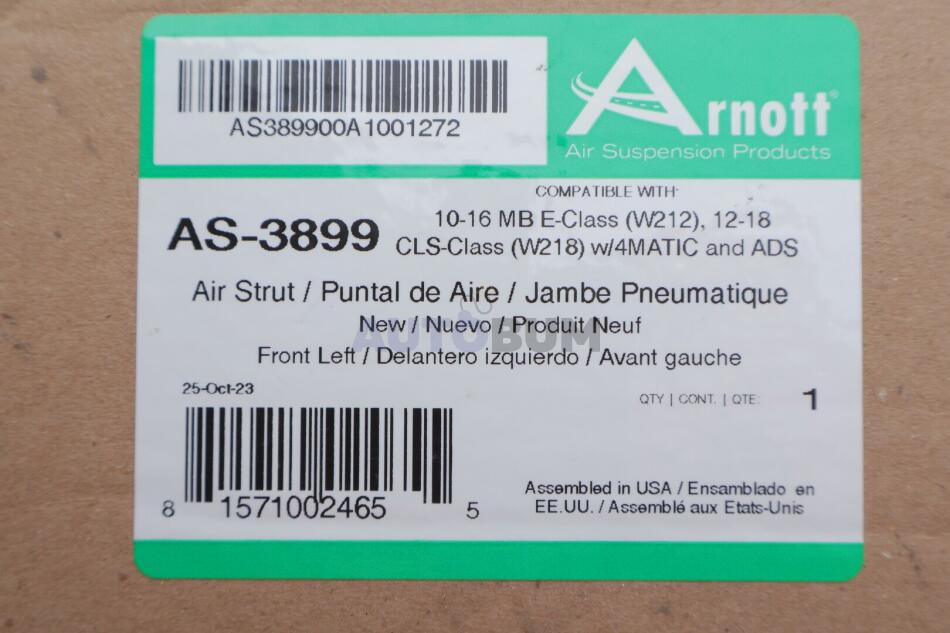 AS389900A1001272
Arnott®
Air Suspension Products
COMPATIBLE WITH:
AS-3899
10-16 MB E-Class (W212), 12-18
CLS-Class (W218) w/4MATIC and ADS
Air Strut / Puntal de Aire / Jambe Pneumatique
New / Nuevo / Produit Neuf
AUTOBUM
Front Left / Delantero izquierdo / Avant gauche
25-Oct-23
QTY | CONT. | QTE: 1
8 1571002465 5
Assembled in USA / Ensamblado en
EE.UU. / Assemblé aux Etats-Unis